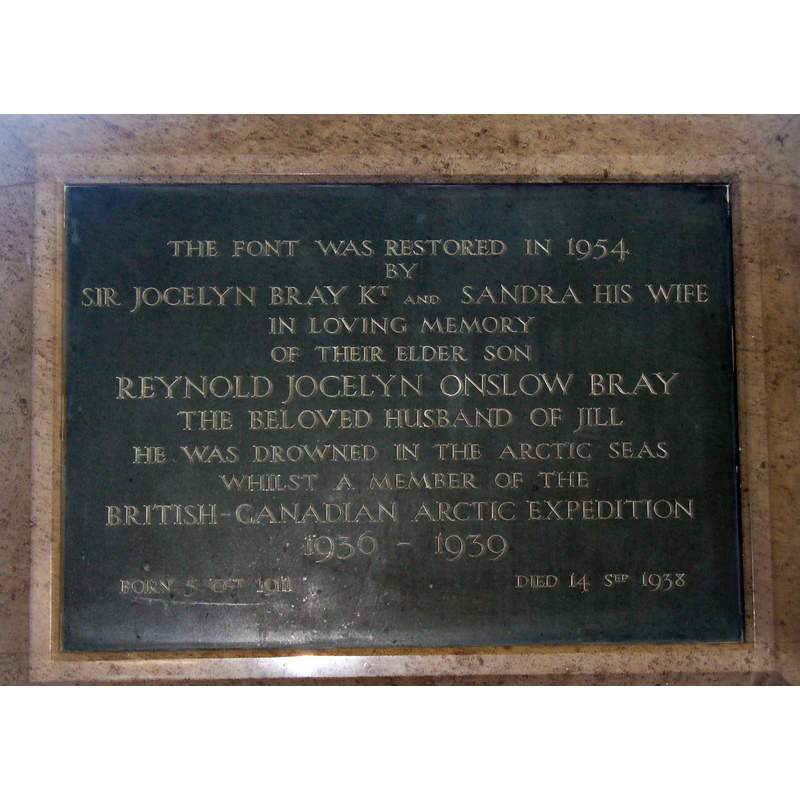 THE FONT WAS RESTORED IN 1954
BY
SIR JOCELYN BRAY KT AND SANDRA HIS WIFE
IN LOVING MEMORY
OF THEIR ELDER SON
REYNOLD JOCELYN ONSLOW BRAY
THE BELOVED HUSBAND OF JILL
HE WAS DROWNED IN THE ARCTIC SEAS
WHILST A MEMBER OF THE
BRITISH-CANADIAN ARCTIC EXPEDITION
1936 - 1939
BORN 5 OCT 1911 DIED 14 SEP 1938